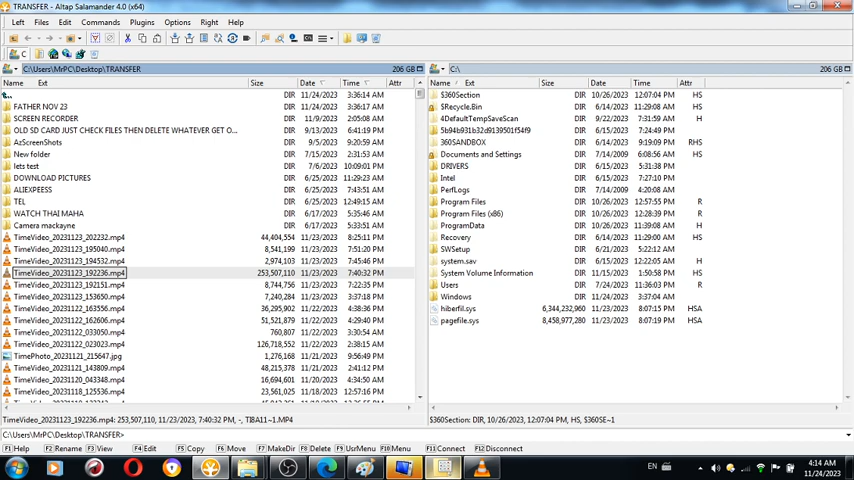 TRANSFER - Altap Salamander 4.0 (x64)
Left Files Edit Commands Plugins Options Right Help
C
C:\Users\MrPC\Desktop\TRANSFER 206 GB
Name Ext Size Date Time Attr
.. DIR 11/24/2023 3:36:14 AM
FATHER NOV 23 DIR 11/24/2023 3:36:17 AM
SCREEN RECORDER DIR 11/9/2023 2:05:08 AM
OLD SD CARD JUST CHECK FILES THEN DELETE WHATEVER GET O... DIR 9/13/2023 6:41:19 PM
AzScreenShots DIR 9/5/2023 9:20:59 AM
New folder DIR 7/15/2023 2:31:53 AM
lets test DIR 7/6/2023 10:09:01 PM
DOWNLOAD PICTURES DIR 6/25/2023 11:29:23 AM
ALIEXPEESS DIR 6/25/2023 7:43:51 AM
TEL DIR 6/25/2023 12:49:15 AM
WATCH THAI MAHA DIR 6/17/2023 5:35:46 AM
Camera mackayne DIR 6/17/2023 5:33:51 AM
TimeVideo_20231123_202232.mp4 44,404,554 11/23/2023 8:25:11 PM
TimeVideo_20231123_195040.mp4 8,541,199 11/23/2023 7:51:20 PM
TimeVideo_20231123_194532.mp4 2,974,103 11/23/2023 7:45:46 PM
TimeVideo_20231123_192236.mp4 253,507,110 11/23/2023 7:40:32 PM
TimeVideo_20231123_192151.mp4 8,744,756 11/23/2023 7:22:35 PM
TimeVideo_20231123_153650.mp4 7,240,284 11/23/2023 3:37:18 PM
TimeVideo_20231122_163556.mp4 36,295,902 11/22/2023 4:38:36 PM
TimeVideo_20231122_162606.mp4 51,521,879 11/22/2023 4:29:40 PM
TimeVideo_20231122_033050.mp4 760,807 11/22/2023 3:30:54 AM
TimeVideo_20231122_023043.mp4 126,718,552 11/22/2023 2:38:15 AM
TimePhoto_20231121_215647.jpg 1,276,168 11/21/2023 9:56:49 PM
TimeVideo_20231121_143809.mp4 48,215,378 11/21/2023 2:41:12 PM
TimeVideo_20231120_043348.mp4 16,694,601 11/20/2023 4:34:50 AM
TimeVideo_20231118_125536.mp4 23,561,025 11/18/2023 12:57:16 PM
TimeVideo_20231123_192236.mp4: 253,507,110, 11/23/2023, 7:40:32 PM, -, TI8A11~1.MP4
C:\ 206 GB
Name Ext Size Date Time Attr
$360Section DIR 10/26/2023 12:07:04 PM HS
$Recycle.Bin DIR 6/14/2023 11:29:08 AM HS
4DefaultTempSaveScan DIR 9/22/2023 7:31:59 AM H
5b94b931b32d9139501f54f9 DIR 6/15/2023 7:24:49 PM
360SANDBOX DIR 6/14/2023 9:19:09 PM RHS
Documents and Settings DIR 7/14/2009 6:08:56 AM HS
DRIVERS DIR 6/15/2023 5:31:38 PM
Intel DIR 6/15/2023 7:27:10 PM
PerfLogs DIR 7/14/2009 4:20:08 AM
Program Files DIR 10/26/2023 12:57:55 PM R
Program Files (x86) DIR 10/26/2023 12:28:39 PM R
ProgramData DIR 10/26/2023 12:28:45 PM H
Recovery DIR 6/14/2023 11:29:00 AM HS
SWSetup DIR 6/21/2023 5:22:12 AM
system.sav DIR 6/15/2023 12:22:05 AM H
System Volume Information DIR 11/15/2023 1:50:58 PM HS
Users DIR 6/14/2023 11:36:03 PM R
Windows DIR 11/24/2023 3:37:04 AM
hiberfil.sys 6,344,232,960 11/23/2023 8:07:15 PM HSA
pagefile.sys 8,458,977,280 11/23/2023 8:07:19 PM HSA
$360Section: DIR, 10/26/2023, 12:07:04 PM, HS, $360SE~1
C:\Users\MrPC\Desktop\TRANSFER>
F1 Help F2 Rename F3 View F4 Edit F5 Copy F6 Move F7 MakeDir F8 Delete F9 UsrMenu F10 Menu F11 Connect F12 Disconnect
EN 4:14 AM
11/24/2023